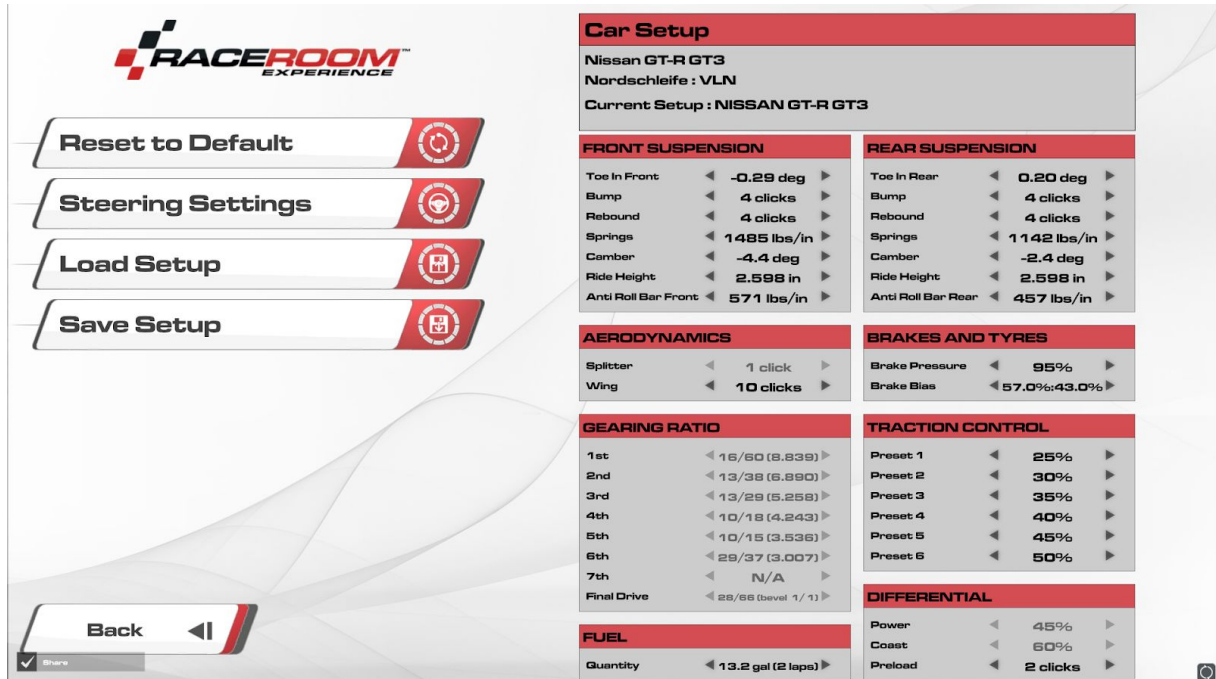 RACEROOM™
EXPERIENCE
Reset to Default
Steering Settings
Load Setup
Save Setup
Back
Share
Car Setup
Nissan GT-R GT3
Nordschleife : VLN
Current Setup : NISSAN GT-R GT3
FRONT SUSPENSION
Toe In Front -0.29 deg
Bump 4 clicks
Rebound 4 clicks
Springs 1485 lbs/in
Camber -4.4 deg
Ride Height 2.598 in
Anti Roll Bar Front 571 lbs/in
REAR SUSPENSION
Toe In Rear 0.20 deg
Bump 4 clicks
Rebound 4 clicks
Springs 1142 lbs/in
Camber -2.4 deg
Ride Height 2.598 in
Anti Roll Bar Rear 457 lbs/in
AERODYNAMICS
Splitter 1 click
Wing 10 clicks
BRAKES AND TYRES
Brake Pressure 95%
Brake Bias 57.0%:43.0%
GEARING RATIO
1st 16/60 (8.839)
2nd 13/38 (6.890)
3rd 13/29 (5.258)
4th 10/18 (4.243)
5th 10/15 (3.536)
6th 29/37 (3.007)
7th N/A
Final Drive 28/66 (bevel 1/1)
TRACTION CONTROL
Preset 1 25%
Preset 2 30%
Preset 3 35%
Preset 4 40%
Preset 5 45%
Preset 6 50%
FUEL
Quantity 13.2 gal (2 laps)
DIFFERENTIAL
Power 45%
Coast 60%
Preload 2 clicks